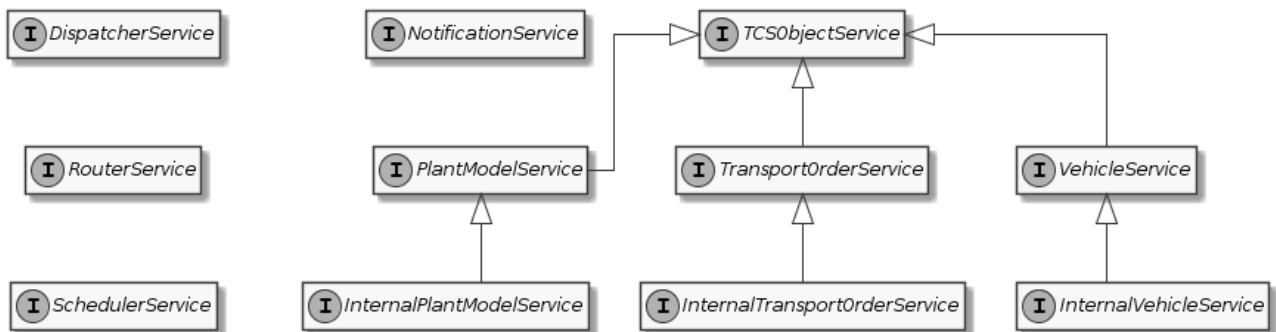 I DispatcherService
I NotificationService
I TCSObjectService
I RouterService
I PlantModelService
I TransportOrderService
I VehicleService
I SchedulerService
I InternalPlantModelService
I InternalTransportOrderService
I InternalVehicleService